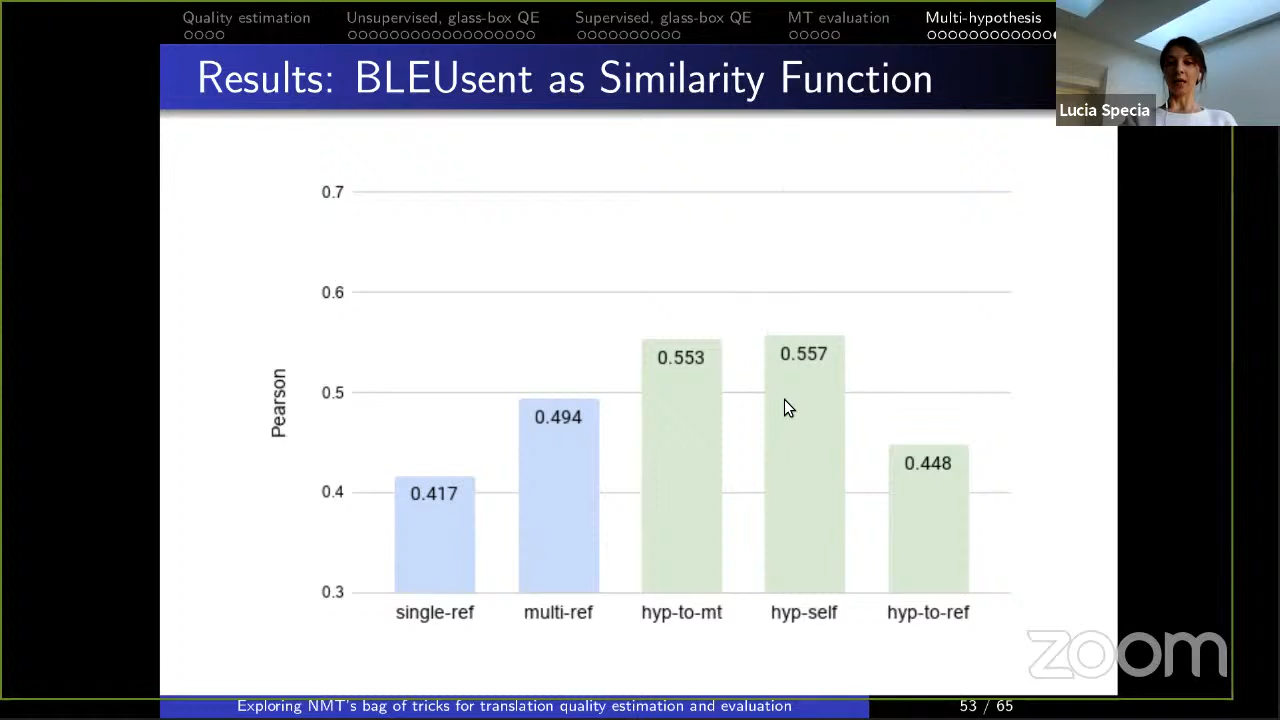 Quality estimation
Unsupervised, glass-box QE
Supervised, glass-box QE
MT evaluation
Multi-hypothesis
Results: BLEUsent as Similarity Function
Lucia Specia
0.7
0.6
0.5
0.4
0.3
Pearson
0.417
0.494
0.553
0.557
0.448
single-ref
multi-ref
hyp-to-mt
hyp-self
hyp-to-ref
zoom
Exploring NMT's bag of tricks for translation quality estimation and evaluation
53 / 65